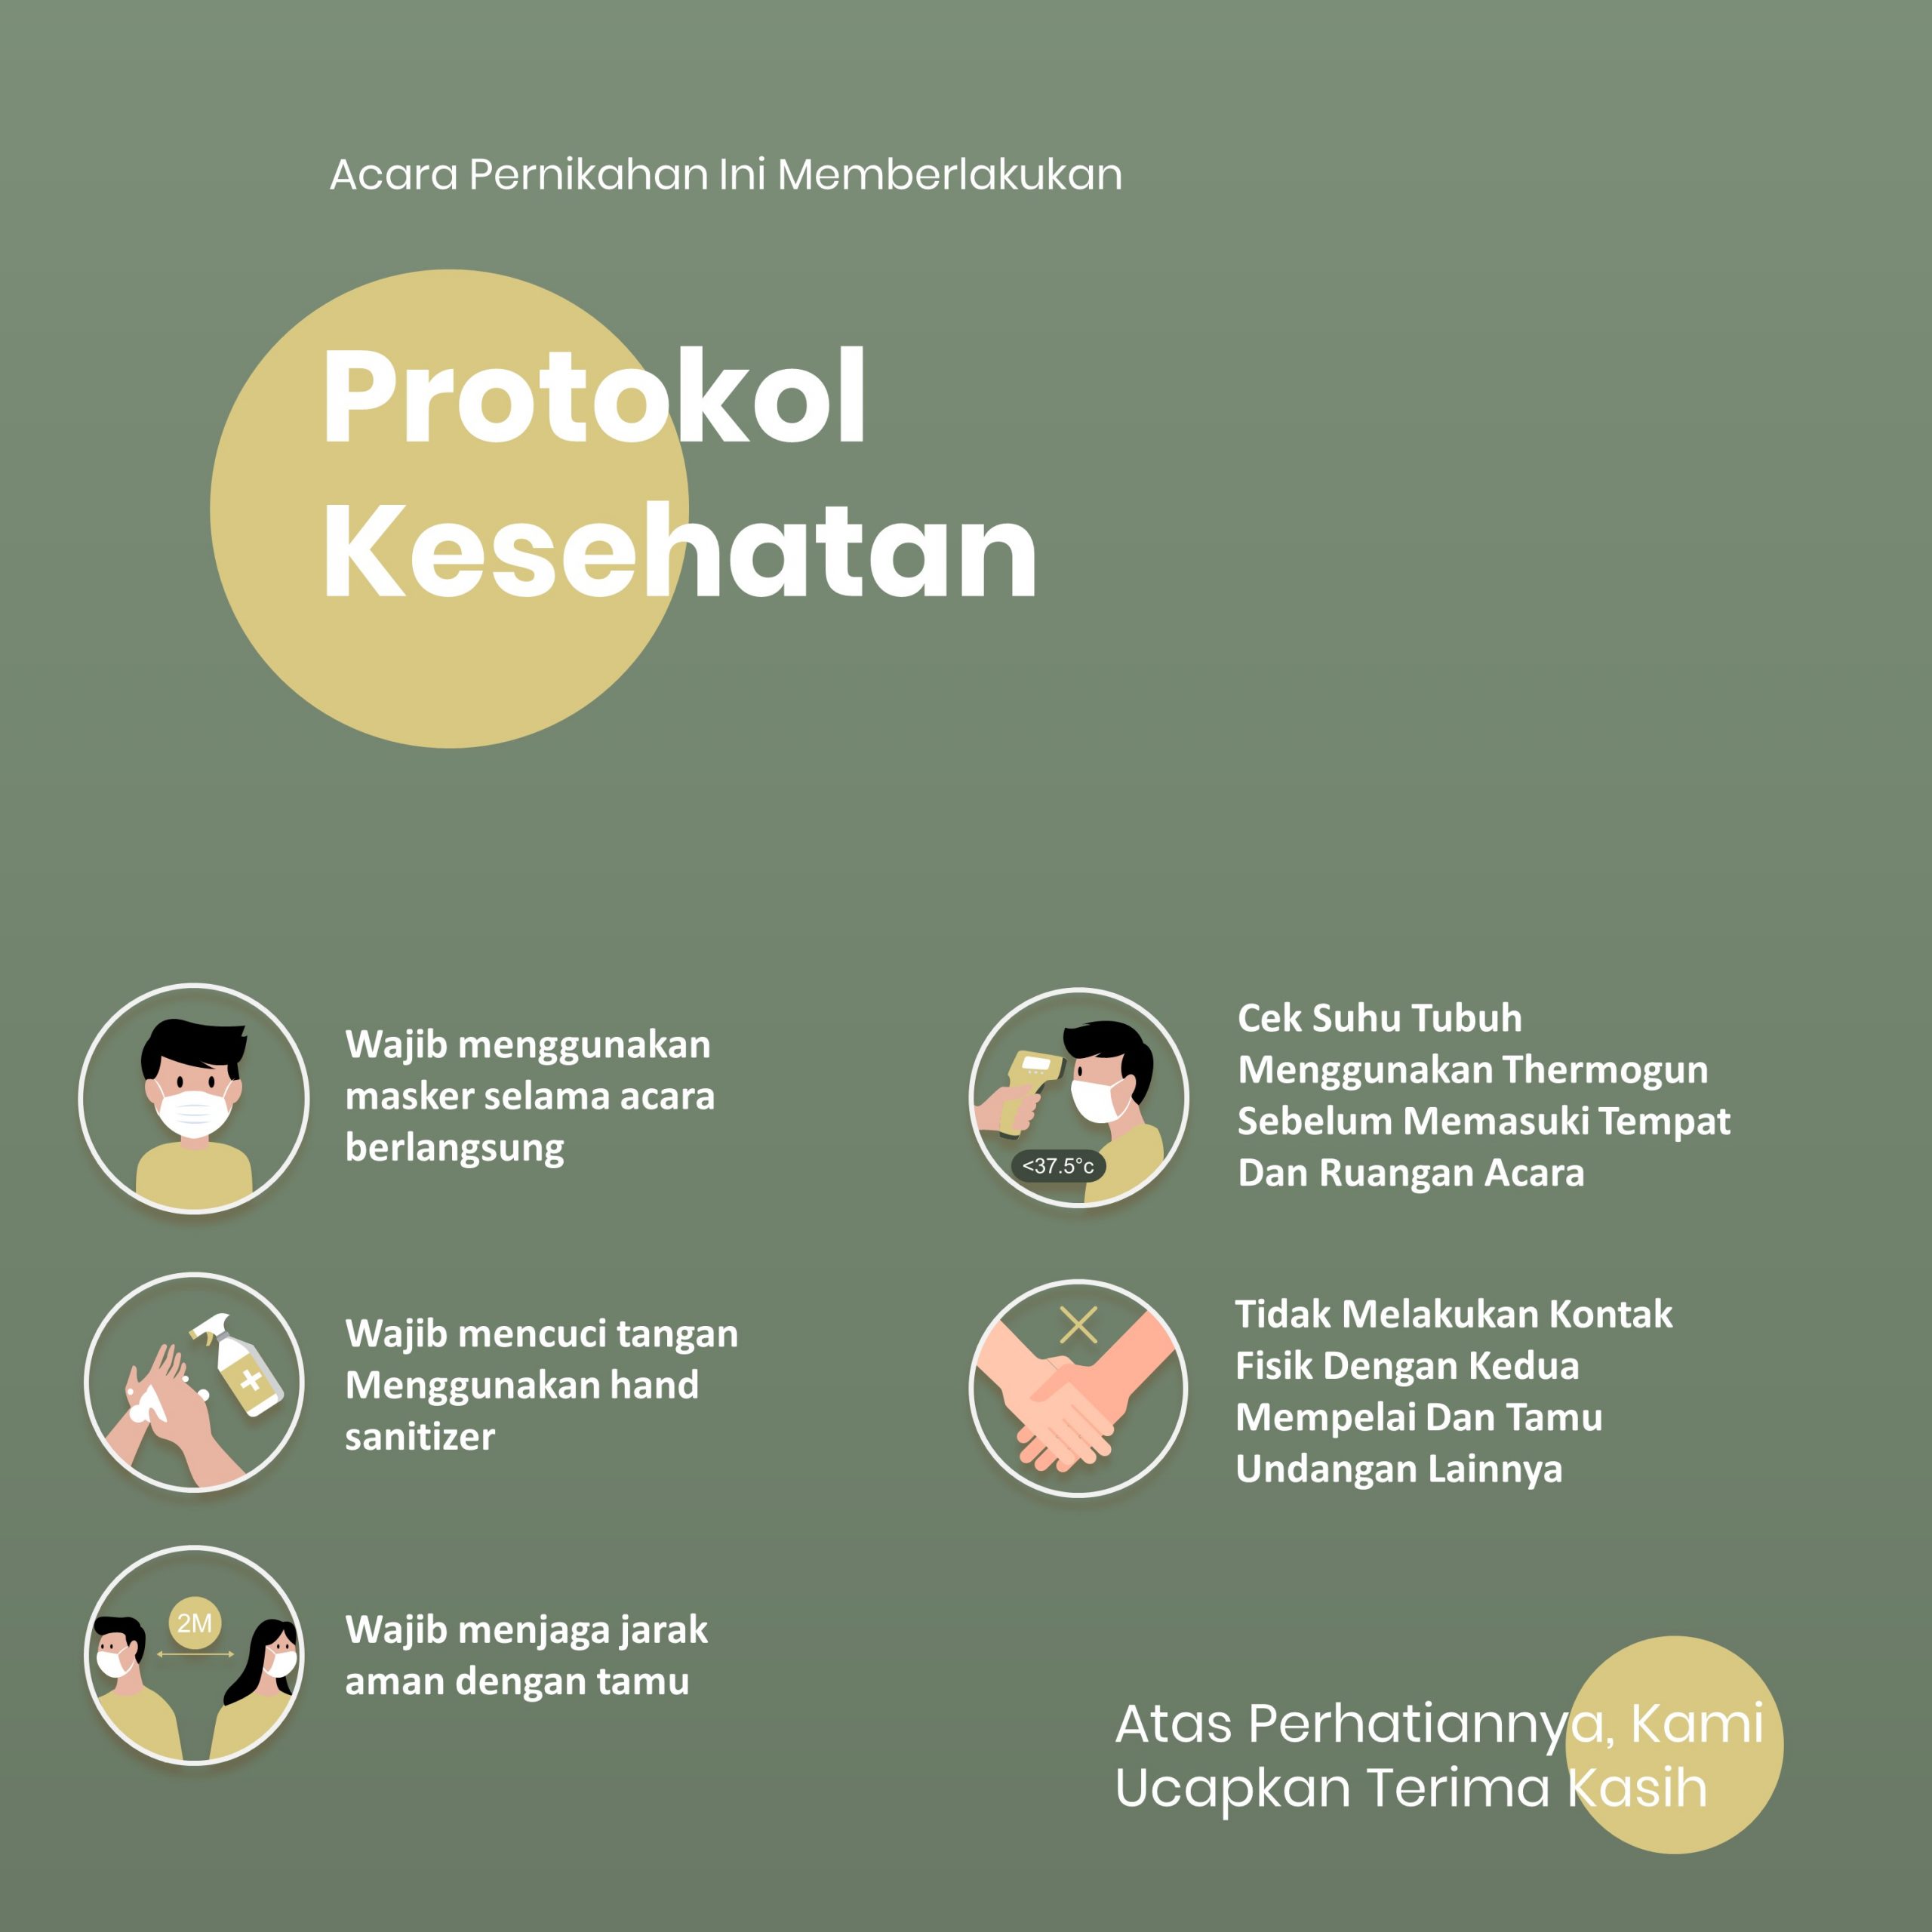 Acara Pernikahan Ini Memberlakukan
Protokol
Kesehatan
Wajib menggunakan
masker selama acara
berlangsung
Wajib mencuci tangan
Menggunakan hand
sanitizer
2M
Wajib menjaga jarak
aman dengan tamu
<37.5°c
Cek Suhu Tubuh
Menggunakan Thermogun
Sebelum Memasuki Tempat
Dan Ruangan Acara
Tidak Melakukan Kontak
Fisik Dengan Kedua
Mempelai Dan Tamu
Undangan Lainnya
Atas Perhatiannya, Kami
Ucapkan Terima Kasih